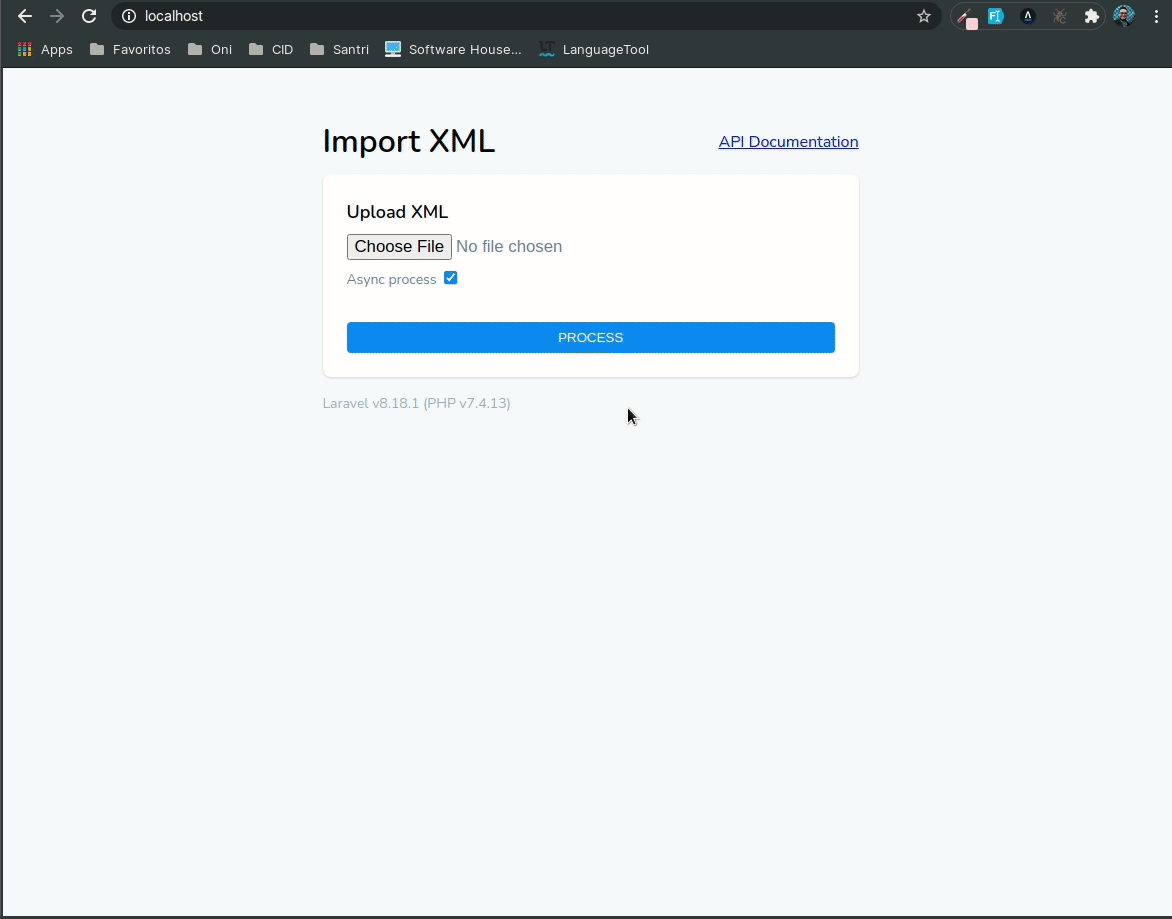 localhost
Apps Favoritos Oni CID Santri Software House... LanguageTool
Import XML
API Documentation
Upload XML
Choose File No file chosen
Async process
PROCESS
Laravel v8.18.1 (PHP v7.4.13)